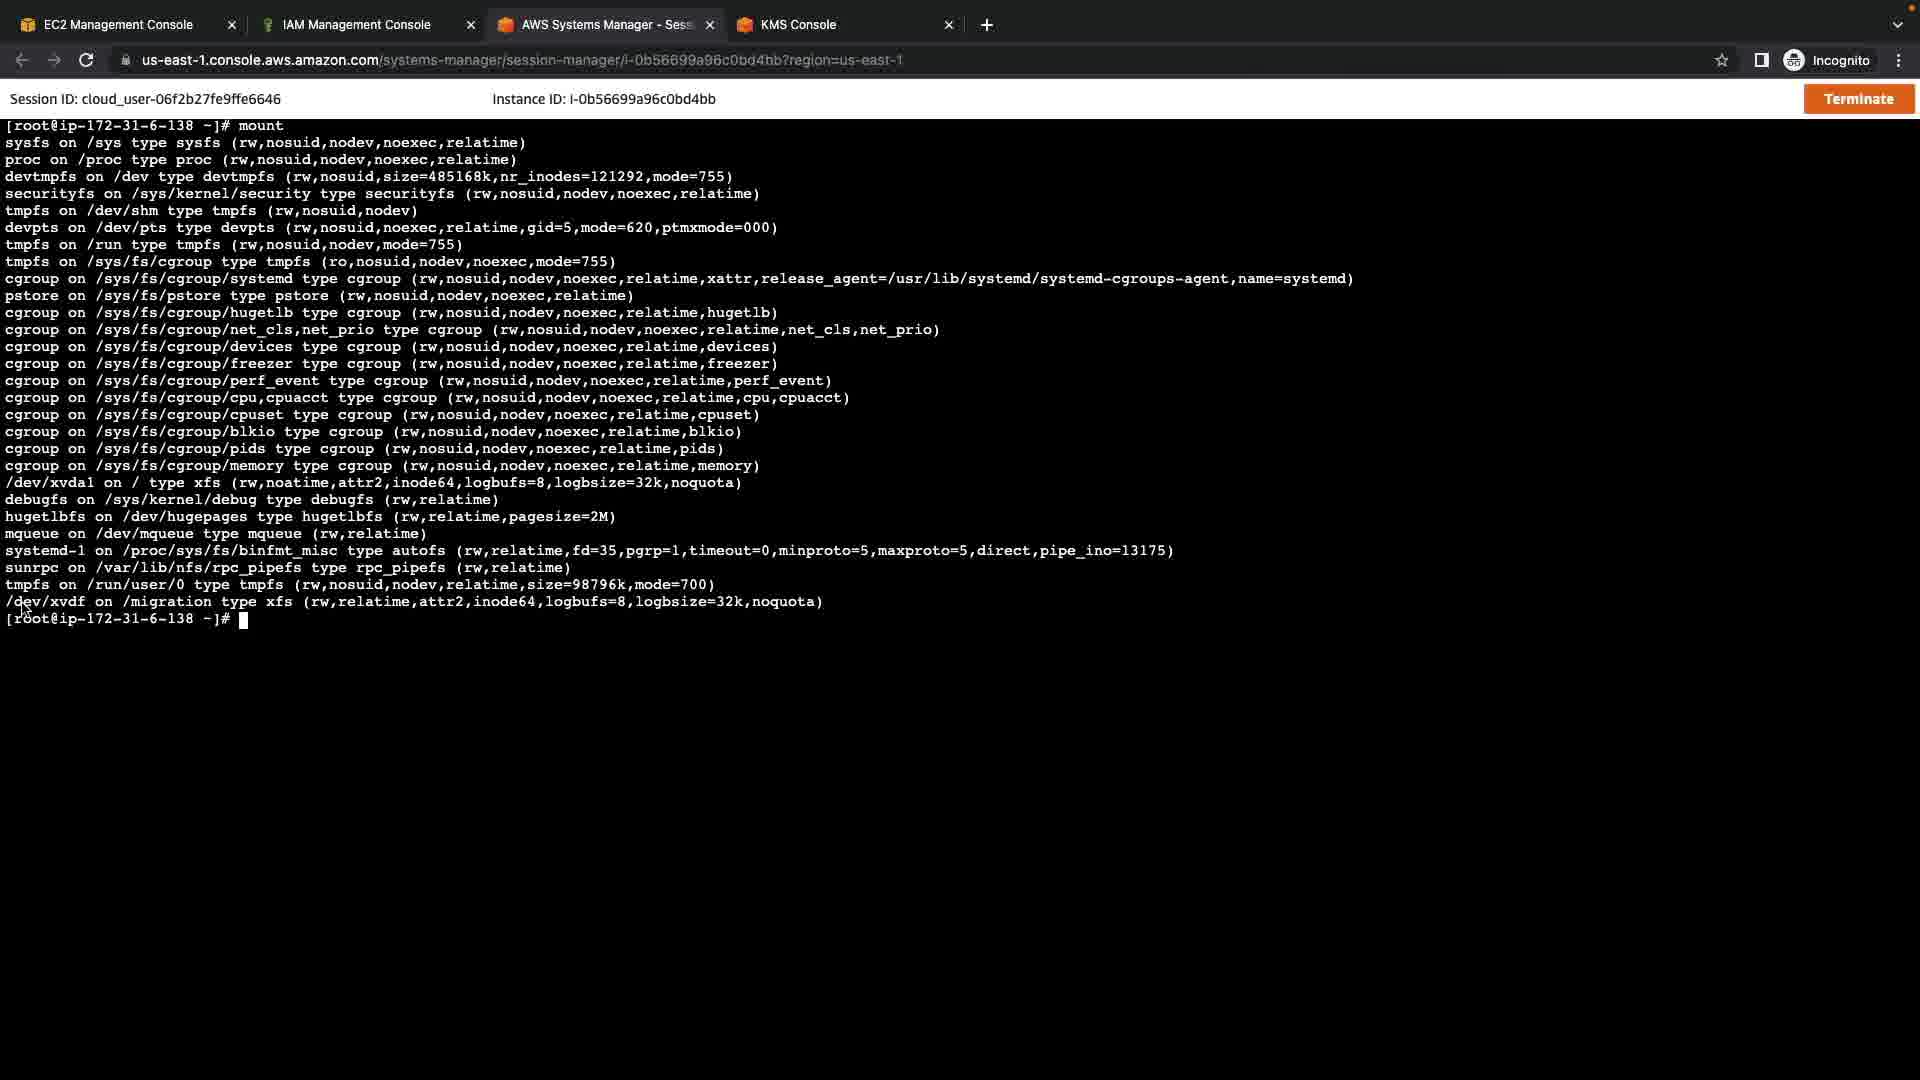 EC2 Management Console
IAM Management Console
AWS Systems Manager - Sess
KMS Console
us-east-1.console.aws.amazon.com/systems-manager/session-manager/i-0b56699a96c0bd4bb?region=us-east-1
Incognito
Session ID: cloud_user-06f2b27fe9ffe6646
Instance ID: i-0b56699a96c0bd4bb
Terminate
[root@ip-172-31-6-138 ~]# mount
sysfs on /sys type sysfs (rw,nosuid,nodev,noexec,relatime)
proc on /proc type proc (rw,nosuid,nodev,noexec,relatime)
devtmpfs on /dev type devtmpfs (rw,nosuid,size=485168k,nr_inodes=121292,mode=755)
securityfs on /sys/kernel/security type securityfs (rw,nosuid,nodev,noexec,relatime)
tmpfs on /dev/shm type tmpfs (rw,nosuid,nodev)
devpts on /dev/pts type devpts (rw,nosuid,noexec,relatime,gid=5,mode=620,ptmxmode=000)
tmpfs on /run type tmpfs (rw,nosuid,nodev,mode=755)
tmpfs on /sys/fs/cgroup type tmpfs (ro,nosuid,nodev,noexec,mode=755)
cgroup on /sys/fs/cgroup/systemd type cgroup (rw,nosuid,nodev,noexec,relatime,xattr,release_agent=/usr/lib/systemd/systemd-cgroups-agent,name=systemd)
pstore on /sys/fs/pstore type pstore (rw,nosuid,nodev,noexec,relatime)
cgroup on /sys/fs/cgroup/hugetlb type cgroup (rw,nosuid,nodev,noexec,relatime,hugetlb)
cgroup on /sys/fs/cgroup/net_cls,net_prio type cgroup (rw,nosuid,nodev,noexec,relatime,net_cls,net_prio)
cgroup on /sys/fs/cgroup/devices type cgroup (rw,nosuid,nodev,noexec,relatime,devices)
cgroup on /sys/fs/cgroup/freezer type cgroup (rw,nosuid,nodev,noexec,relatime,freezer)
cgroup on /sys/fs/cgroup/perf_event type cgroup (rw,nosuid,nodev,noexec,relatime,perf_event)
cgroup on /sys/fs/cgroup/cpu,cpuacct type cgroup (rw,nosuid,nodev,noexec,relatime,cpu,cpuacct)
cgroup on /sys/fs/cgroup/cpuset type cgroup (rw,nosuid,nodev,noexec,relatime,cpuset)
cgroup on /sys/fs/cgroup/blkio type cgroup (rw,nosuid,nodev,noexec,relatime,blkio)
cgroup on /sys/fs/cgroup/pids type cgroup (rw,nosuid,nodev,noexec,relatime,pids)
cgroup on /sys/fs/cgroup/memory type cgroup (rw,nosuid,nodev,noexec,relatime,memory)
/dev/xvda1 on / type xfs (rw,noatime,attr2,inode64,logbufs=8,logbsize=32k,noquota)
debugfs on /sys/kernel/debug type debugfs (rw,relatime)
hugetlbfs on /dev/hugepages type hugetlbfs (rw,relatime,pagesize=2M)
mqueue on /dev/mqueue type mqueue (rw,relatime)
systemd-1 on /proc/sys/fs/binfmt_misc type autofs (rw,relatime,fd=35,pgrp=1,timeout=0,minproto=5,maxproto=5,direct,pipe_ino=13175)
sunrpc on /var/lib/nfs/rpc_pipefs type rpc_pipefs (rw,relatime)
tmpfs on /run/user/0 type tmpfs (rw,nosuid,nodev,relatime,size=98796k,mode=700)
/dev/xvdf on /migration type xfs (rw,relatime,attr2,inode64,logbufs=8,logbsize=32k,noquota)
[root@ip-172-31-6-138 ~]#